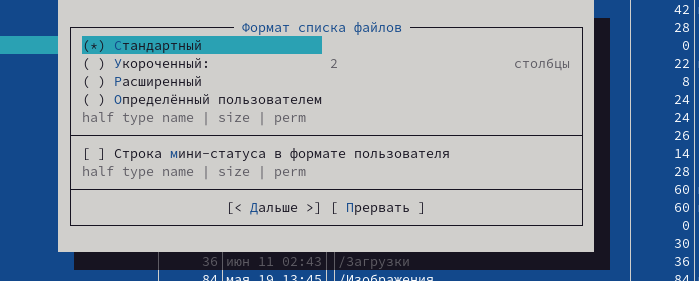 42
Формат списка файлов
28
(*) Стандартный
0
( ) Укороченный: 2 столбцы
22
( ) Расширенный
8
( ) Определённый пользователем
24
half type name | size | perm
24
26
[ ] Строка мини-статуса в формате пользователя
14
half type name | size | perm
28
60
[< Дальше >] [ Прервать ]
60
0
30
36 июн 11 02:43 /Загрузки
36
84 мая 19 13:45 /Изображения
84